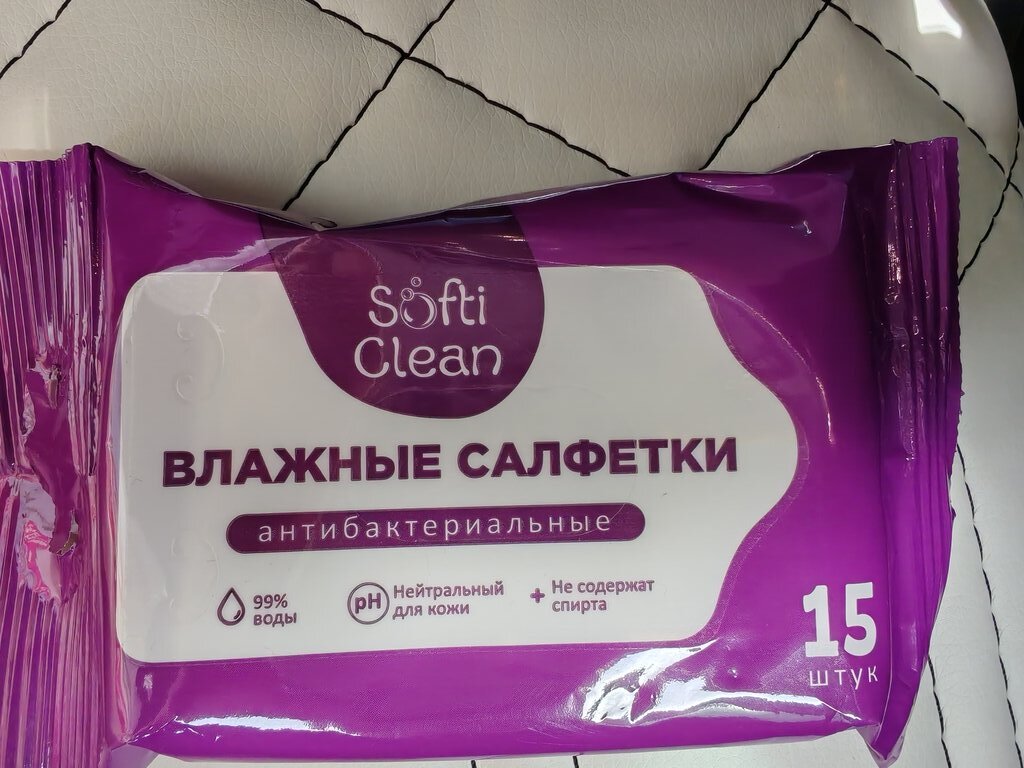 Softi
Clean
ВЛАЖНЫЕ САЛФЕТКИ
антибактериальные
99%
воды
pH
Нейтральный
для кожи
+ Не содержат
спирта
15
штук